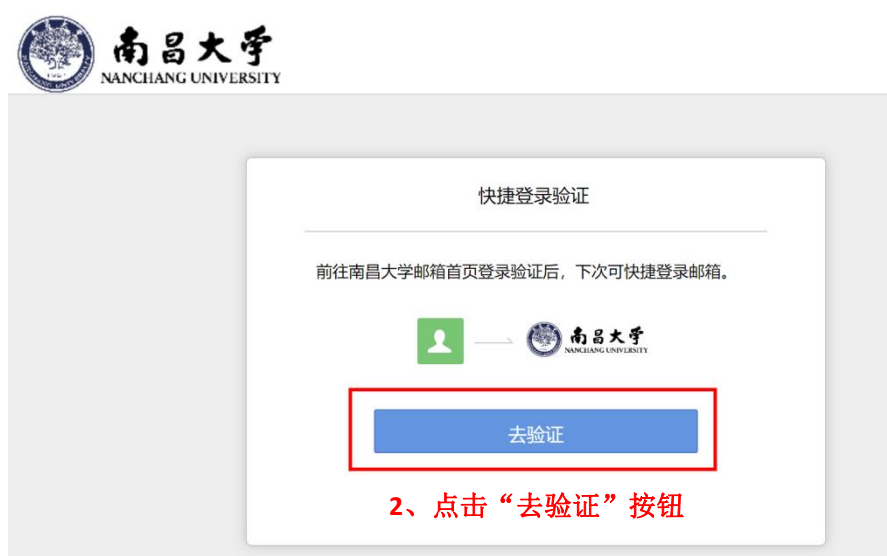 南昌大学
NANCHANG UNIVERSITY
快捷登录验证
前往南昌大学邮箱首页登录验证后，下次可快捷登录邮箱。
南昌大学
NANCHANG UNIVERSITY
去验证
2、点击“去验证”按钮